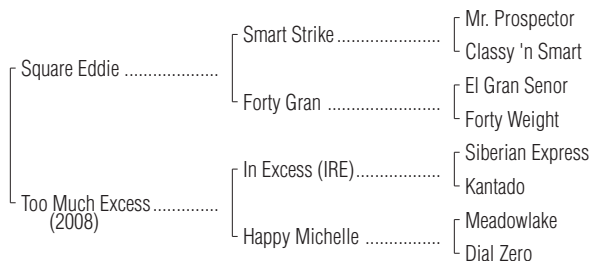 Mr. Prospector
Smart Strike......................
Classy 'n Smart
Square Eddie ....................
El Gran Senor
Forty Gran ........................
Forty Weight
Siberian Express
In Excess (IRE)..................
Kantado
Too Much Excess..............
(2008)
Meadowlake
Happy Michelle ................
Dial Zero